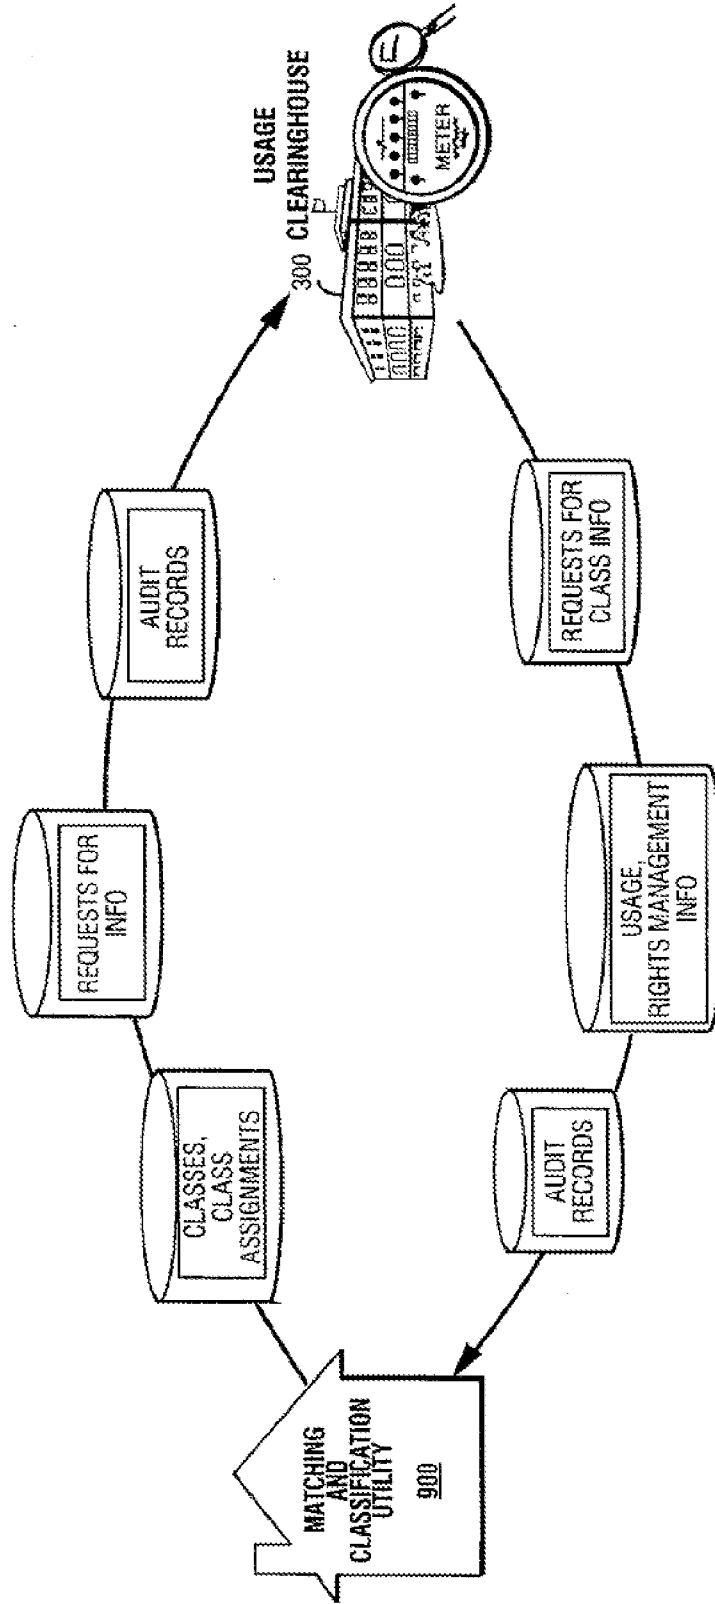 CLASSES,
CLASS
ASSIGNMENTS
REQUESTS FOR
INFO
AUDIT
RECORDS
USAGE
CLEARINGHOUSE
300
METER
MATCHING
AND
CLASSIFICATION
UTILITY
900
AUDIT
RECORDS
USAGE,
RIGHTS MANAGEMENT
INFO
REQUESTS FOR
CLASS INFO